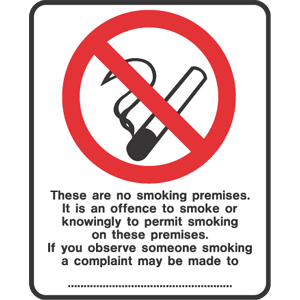 These are no smoking premises.
It is an offence to smoke or
knowingly to permit smoking
on these premises.
If you observe someone smoking
a complaint may be made to
..........................................